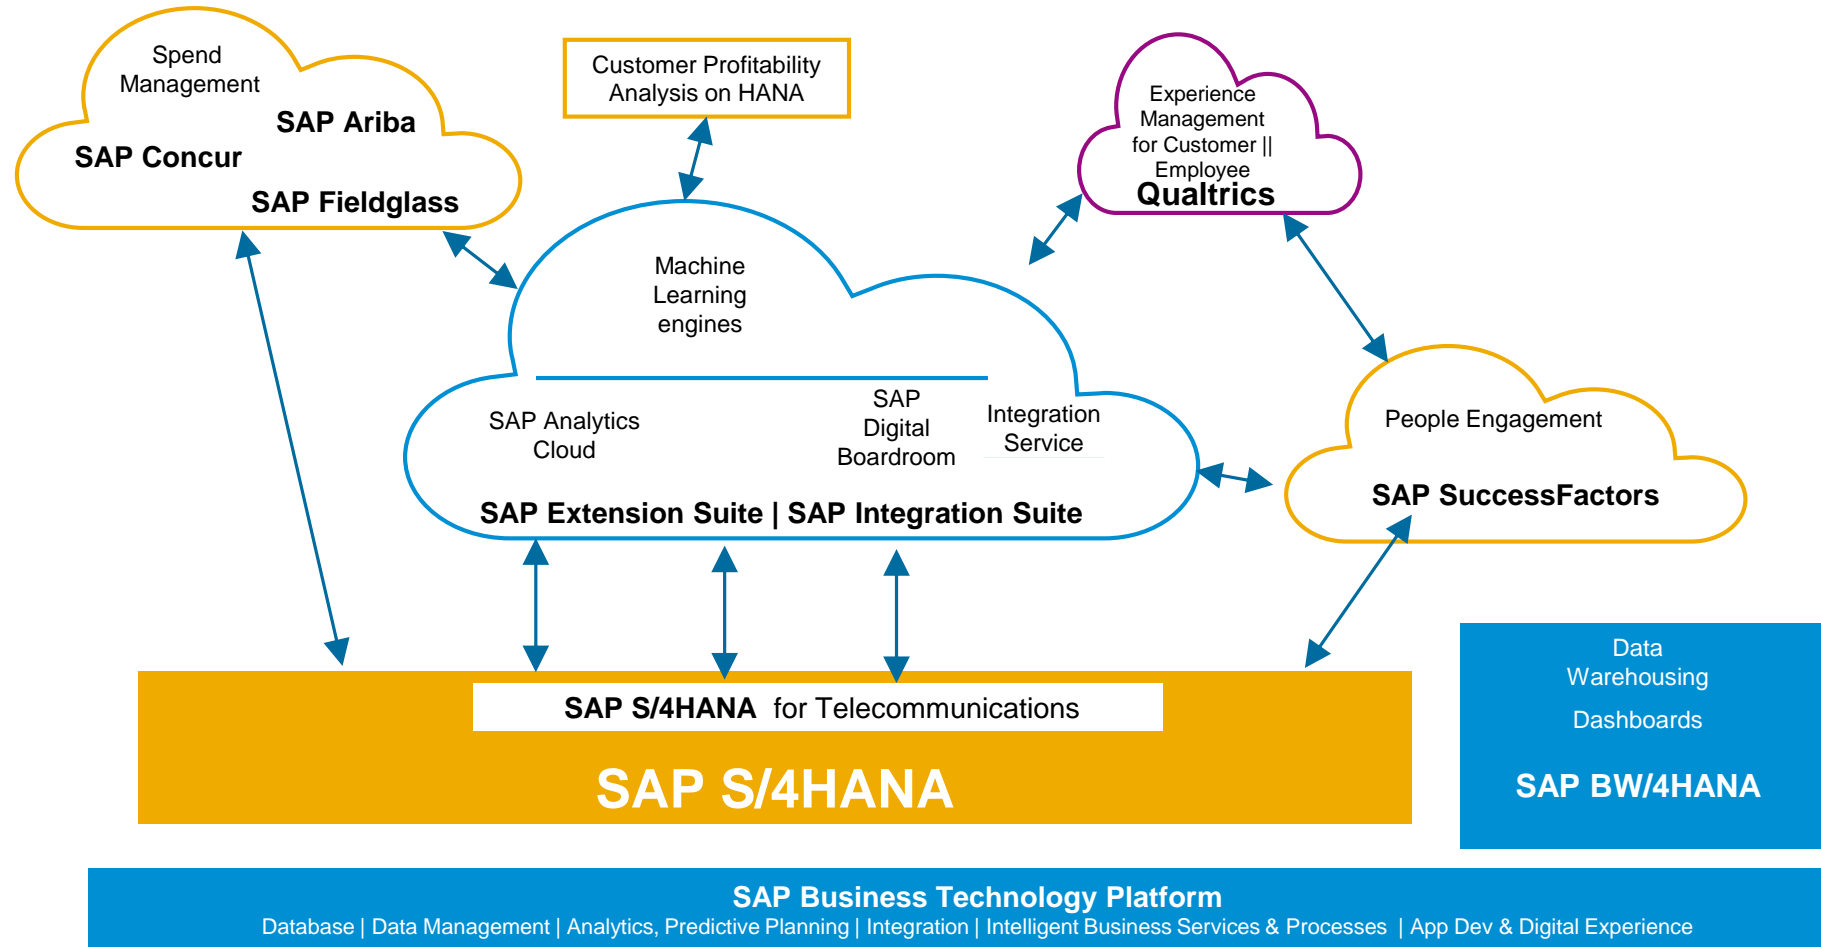 Spend
Management
SAP Ariba
SAP Concur
SAP Fieldglass
Customer Profitability
Analysis on HANA
Experience
Management
for Customer ||
Employee
Qualtrics
Machine
Learning
engines
SAP Analytics
Cloud
SAP
Digital
Boardroom
Integration
Service
SAP Extension Suite | SAP Integration Suite
People Engagement
SAP SuccessFactors
SAP S/4HANA for Telecommunications
SAP S/4HANA
Data
Warehousing
Dashboards
SAP BW/4HANA
SAP Business Technology Platform
Database | Data Management | Analytics, Predictive Planning | Integration | Intelligent Business Services & Processes | App Dev & Digital Experience